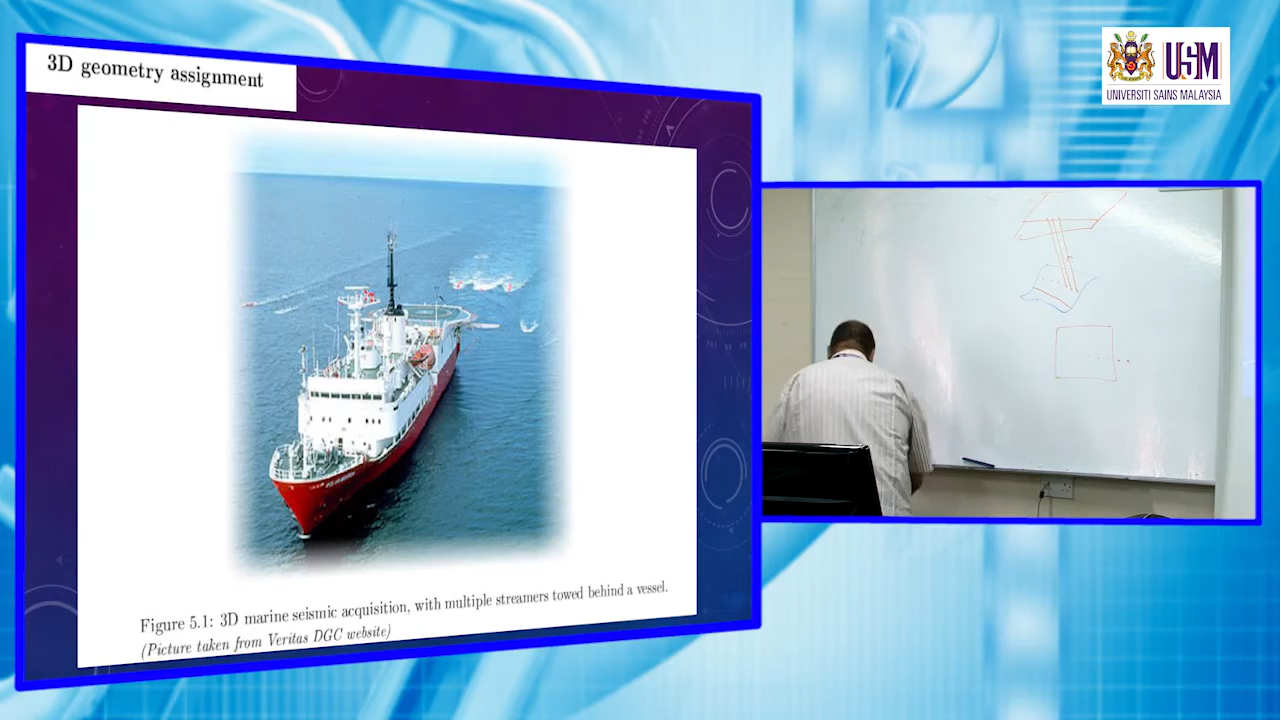 3D geometry assignment
Figure 5.1: 3D marine seismic acquisition, with multiple streamers towed behind a vessel.
(Picture taken from Veritas DGC website)
USM
UNIVERSITI SAINS MALAYSIA